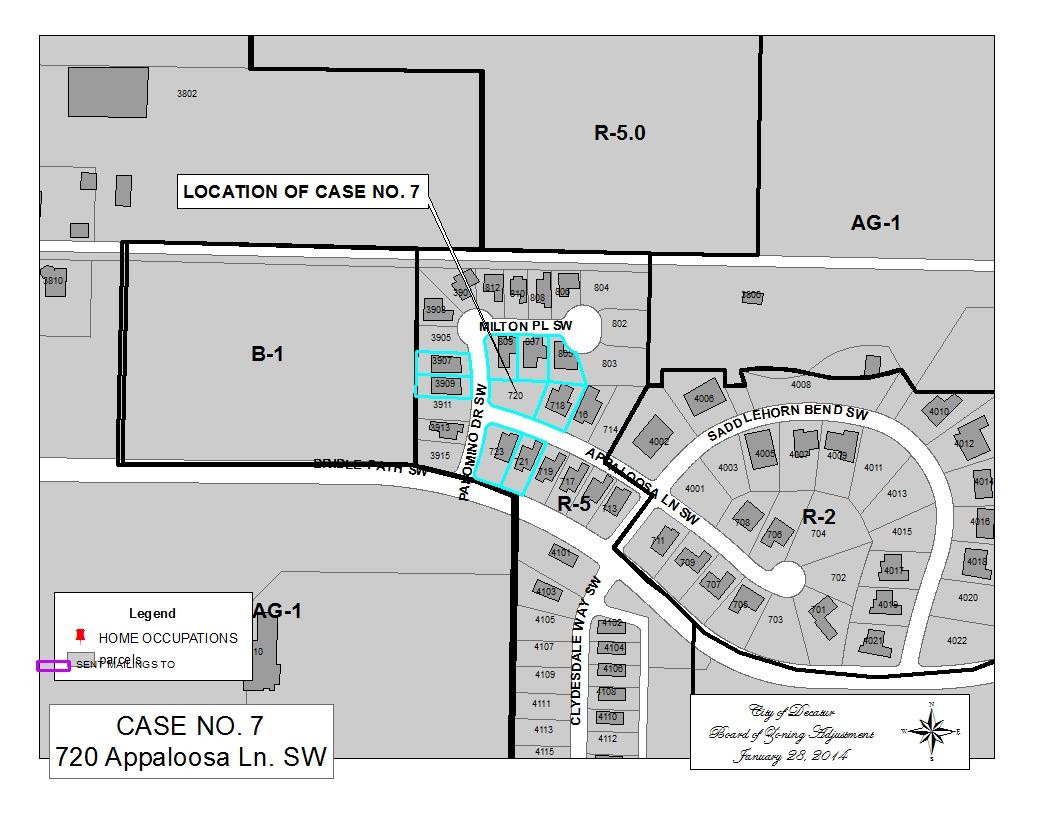 3802
R-5.0
LOCATION OF CASE NO. 7
AG-1
3810
390
812
810
808
806
804
3806
3903
MILTON PL SW
802
3905
805
807
803
B-1
3907
803
3909
720
718
716
714
3911
3913
3915
PALOMINO DR SW
BRIDLE PATH SW
723
721
719
717
713
R-5
APPALOOSA LN SW
4008
4006
SADDLEHORN BEND SW
4010
4002
4005
4007
4009
4012
4003
4011
4001
4013
4014
708
706
704
R-2
4015
4016
711
709
707
705
703
702
701
4017
4018
4019
4020
4021
4022
4101
4103
4105
4107
4109
4111
4113
4115
CLYDESDALE WAY SW
4102
4104
4106
4108
4110
4112
AG-1
10
Legend
HOME OCCUPATIONS
parcels
SENT MAILINGS TO
CASE NO. 7
720 Appaloosa Ln. SW
City of Decatur
Board of Zoning Adjustment
January 28, 2014
N
W
E
S